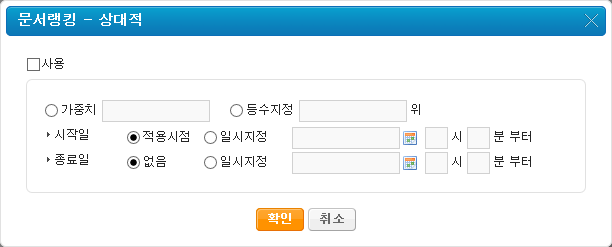 문서랭킹 - 상대적
사용
가중치 등수지정 위
시작일 적용시점 일시지정 시 분 부터
종료일 없음 일시지정 시 분 부터
확인 취소